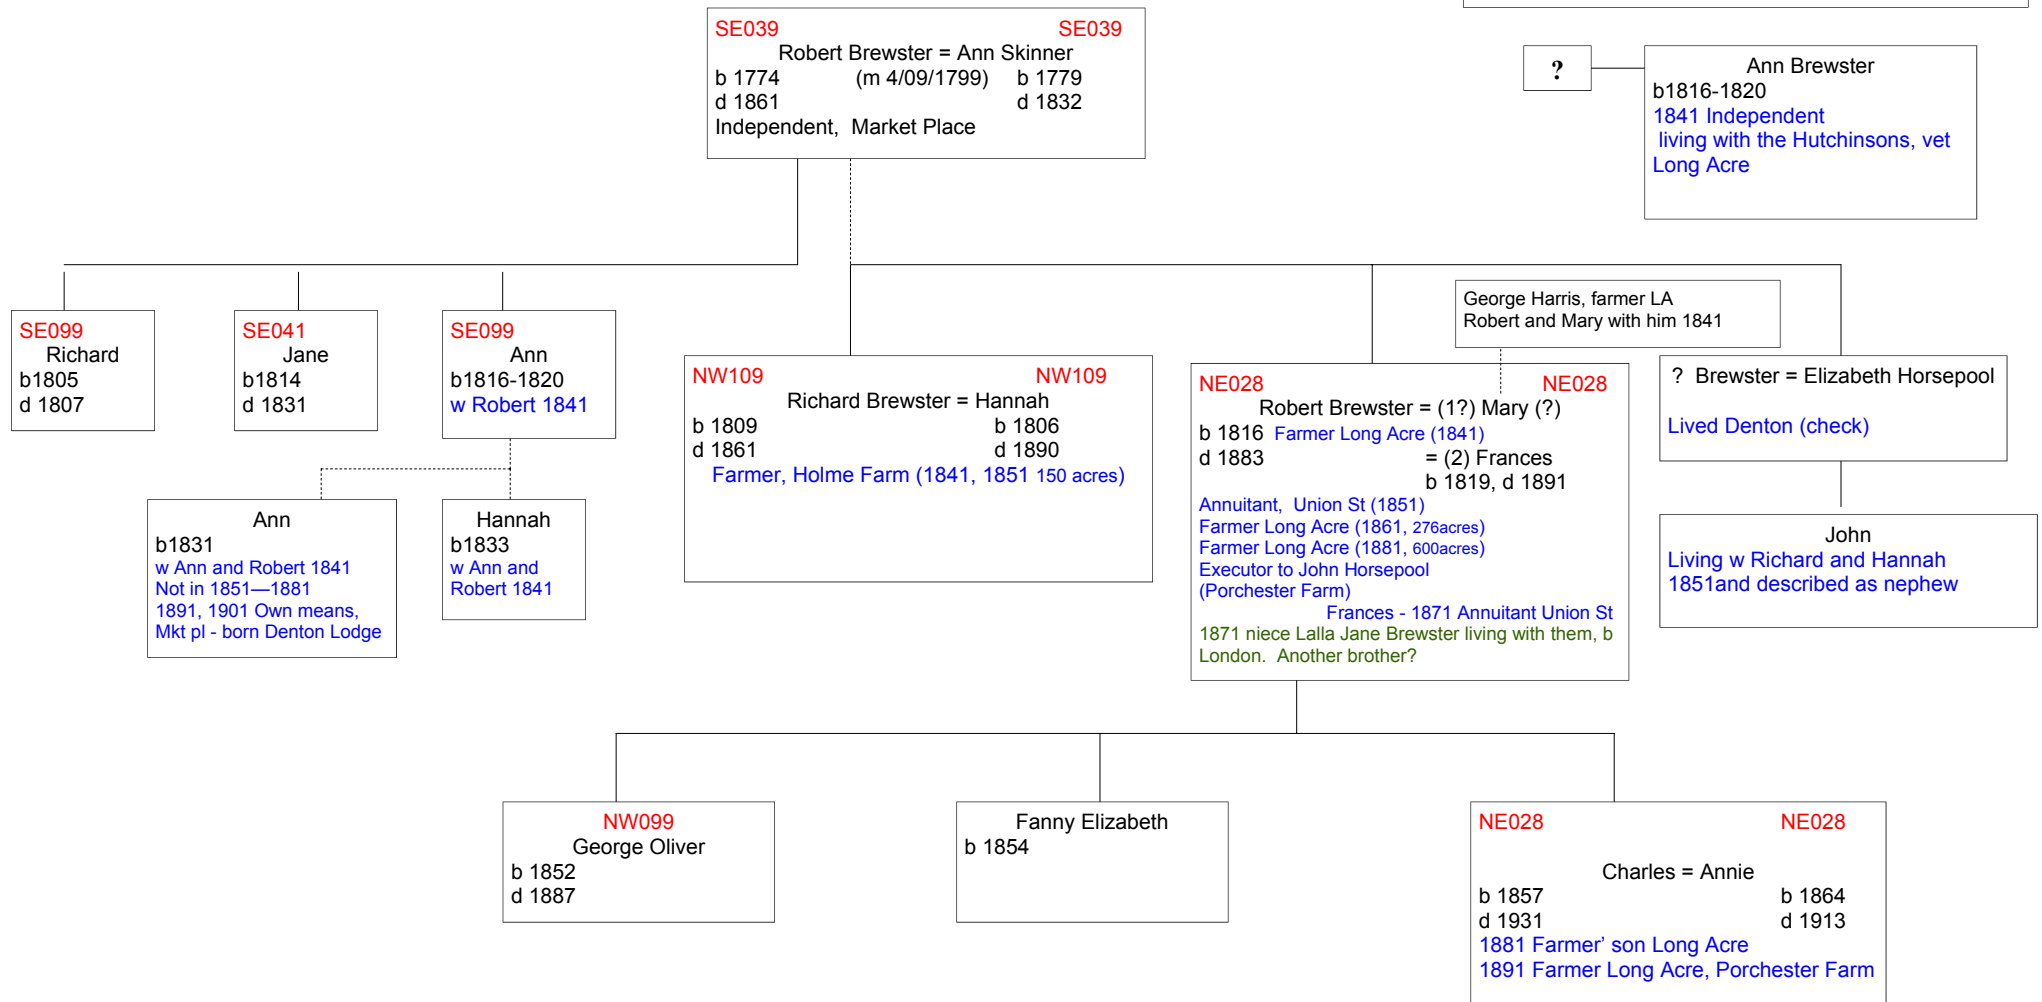 SE039 SE039
Robert Brewster = Ann Skinner
b 1774 (m 4/09/1799) b 1779
d 1861 d 1832
Independent, Market Place
?
Ann Brewster
b1816-1820
1841 Independent
living with the Hutchinsons, vet
Long Acre
SE099
Richard
b1805
d 1807
SE041
Jane
b1814
d 1831
SE099
Ann
b1816-1820
w Robert 1841
NW109 NW109
Richard Brewster = Hannah
b 1809 b 1806
d 1861 d 1890
Farmer, Holme Farm (1841, 1851 150 acres)
George Harris, farmer LA
Robert and Mary with him 1841
NE028 NE028
Robert Brewster = (1?) Mary (?)
b 1816 Farmer Long Acre (1841)
d 1883 = (2) Frances
b 1819, d 1891
Annuitant, Union St (1851)
Farmer Long Acre (1861, 276acres)
Farmer Long Acre (1881, 600acres)
Executor to John Horsepool
(Porchester Farm)
Frances - 1871 Annuitant Union St
1871 niece Lalla Jane Brewster living with them, b
London. Another brother?
? Brewster = Elizabeth Horsepool
Lived Denton (check)
Ann
b1831
w Ann and Robert 1841
Not in 1851—1881
1891, 1901 Own means,
Mkt pl - born Denton Lodge
Hannah
b1833
w Ann and
Robert 1841
John
Living w Richard and Hannah
1851and described as nephew
NW099
George Oliver
b 1852
d 1887
Fanny Elizabeth
b 1854
NE028 NE028
Charles = Annie
b 1857 b 1864
d 1931 d 1913
1881 Farmer’ son Long Acre
1891 Farmer Long Acre, Porchester Farm